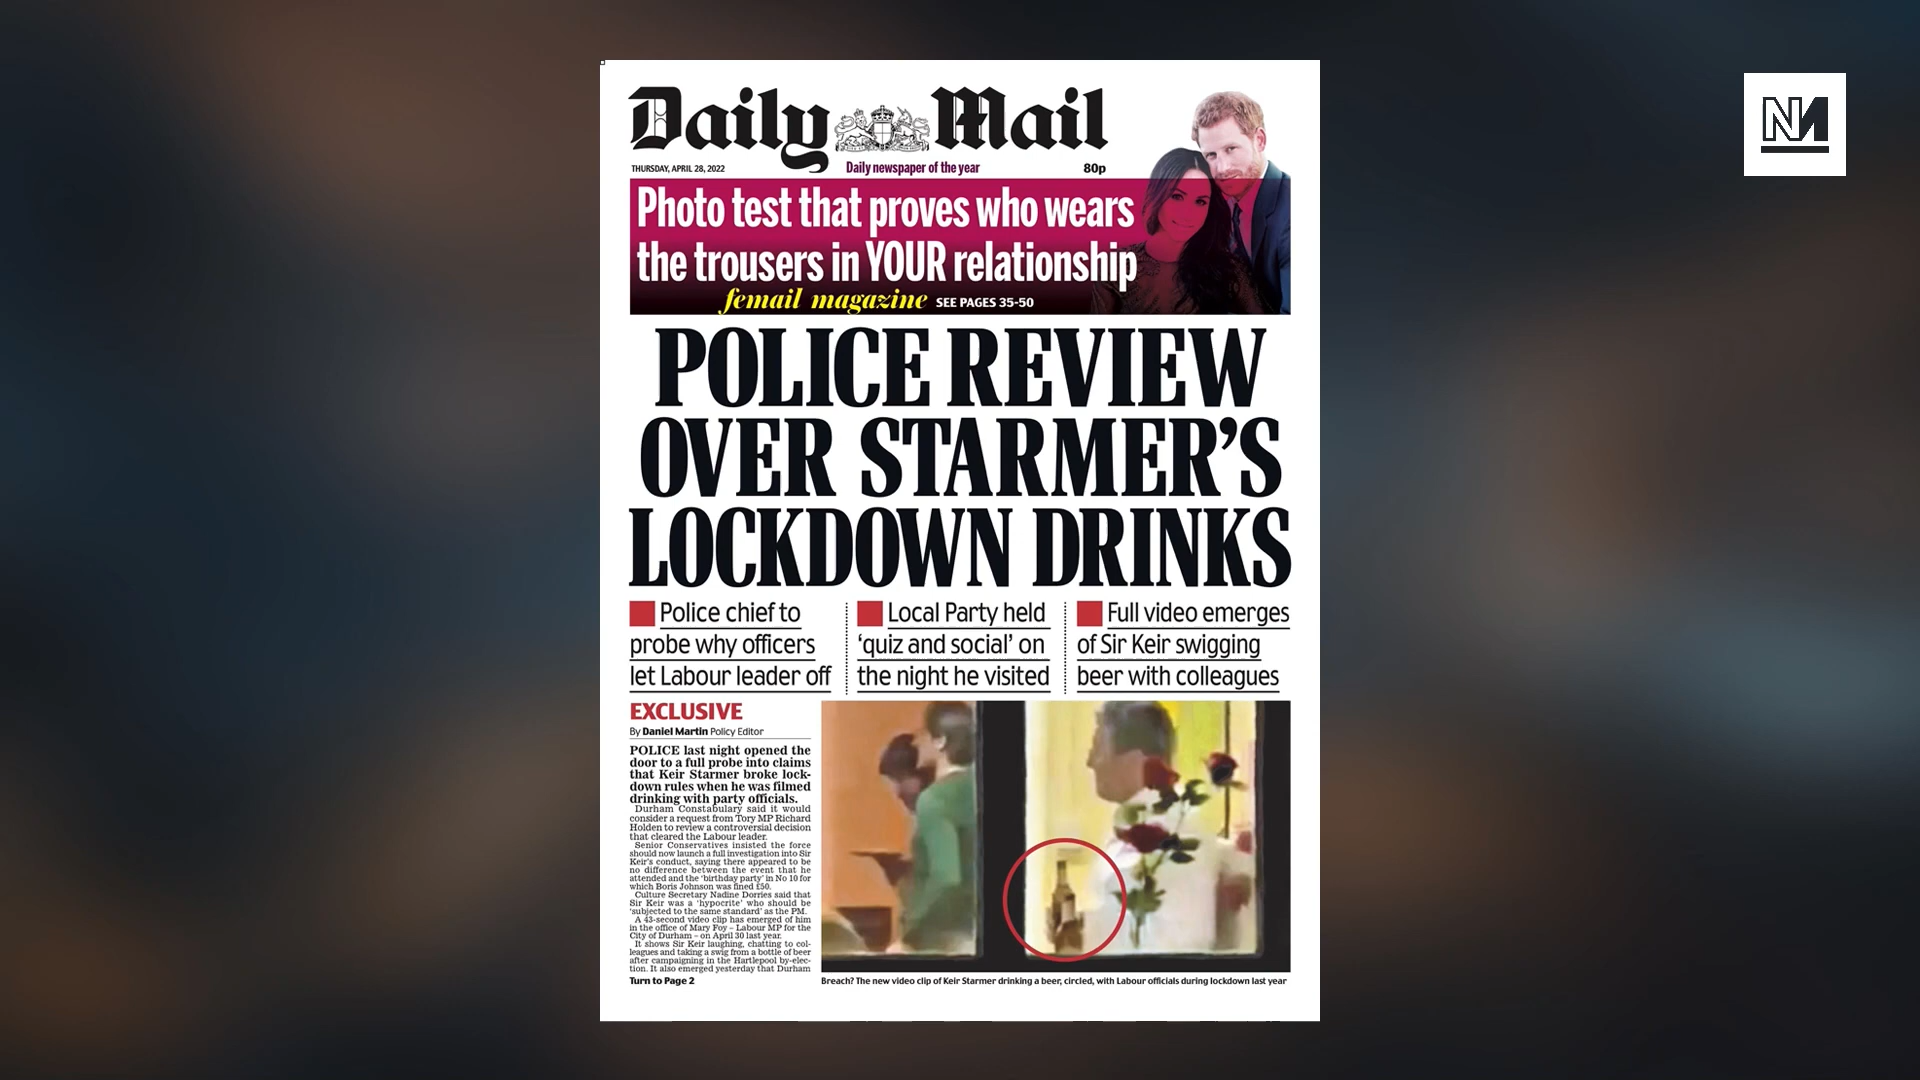 Daily Mail
THURSDAY, APRIL 28, 2022
Daily newspaper of the year
80p
Photo test that proves who wears
the trousers in YOUR relationship
femail magazine SEE PAGES 35-50
POLICE REVIEW
OVER STARMER'S
LOCKDOWN DRINKS
Police chief to
probe why officers
let Labour leader off
Local Party held
'quiz and social' on
the night he visited
Full video emerges
of Sir Keir swigging
beer with colleagues
EXCLUSIVE
By Daniel Martin Policy Editor
POLICE last night opened the
door to a full probe into claims
that Keir Starmer broke lock-
down rules when he was filmed
drinking with party officials.
Durham Constabulary said it would
consider a request from Tory MP Richard
Holden to review a controversial decision
that cleared the Labour leader.
Senior Conservatives insisted the force
should now launch a full investigation into Sir
Keir's conduct, saying there appeared to be
no difference between the event that he
attended and the 'birthday party' in No 10 for
which Boris Johnson was fined £50.
Culture Secretary Nadine Dorries said that
Sir Keir was a 'hypocrite' who should be
'subjected to the same standard' as the PM.
A 43-second video clip has emerged of him
in the office of Mary Foy – Labour MP for the
City of Durham – on April 30 last year.
It shows Sir Keir laughing, chatting to col-
leagues and taking a swig from a bottle of beer
after campaigning in the Hartlepool by-elec-
tion. It also emerged yesterday that Durham
Turn to Page 2
Breach? The new video clip of Keir Starmer drinking a beer, circled, with Labour officials during lockdown last year
NM